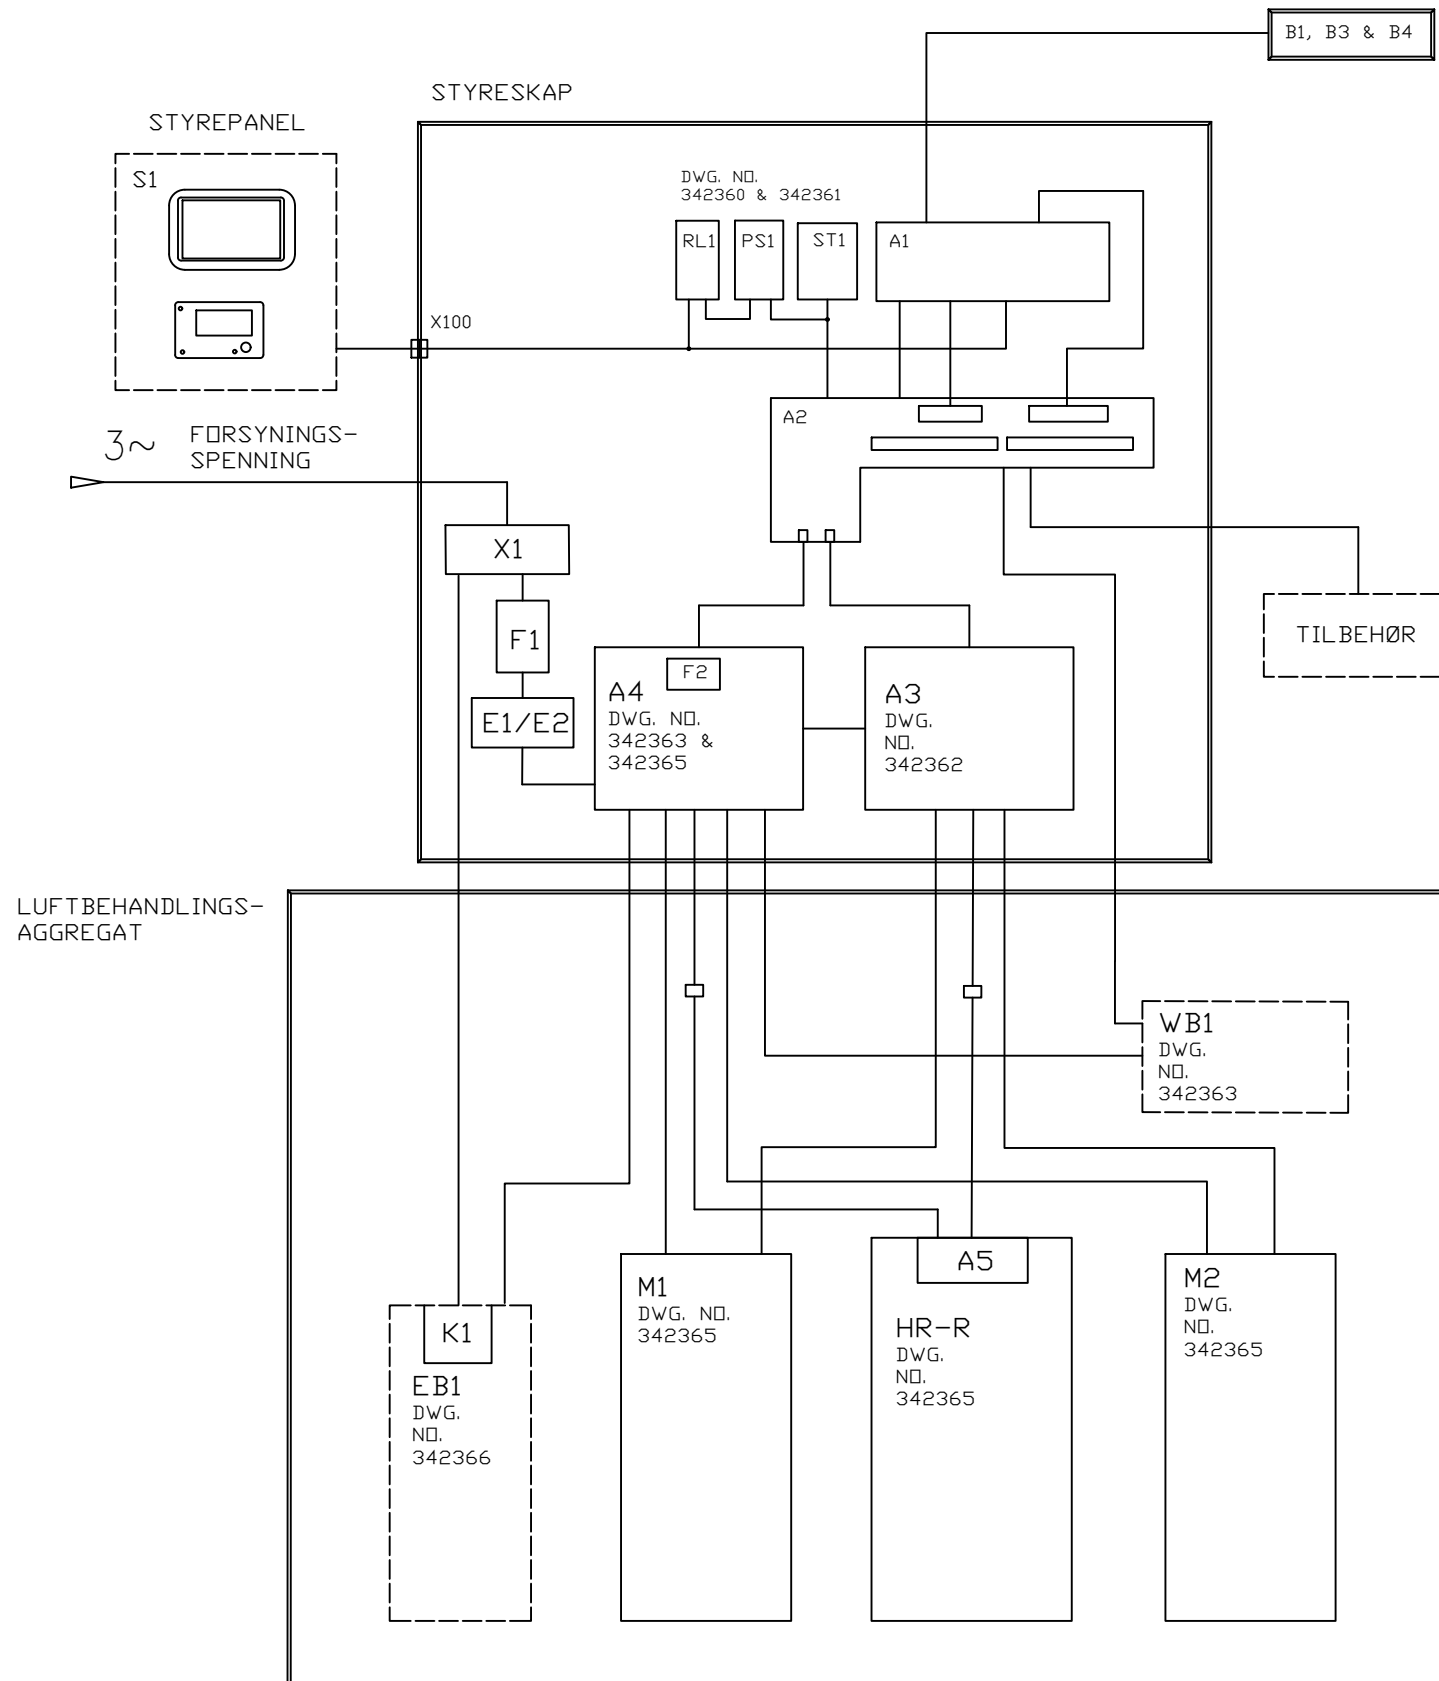 B1, B3 & B4
STYRESKAP
STYREPANEL
S1
DWG. NO.
342360 & 342361
RL1
PS1
ST1
A1
X100
3~
FORSYNINGS-
SPENNING
A2
X1
F1
E1/E2
TILBEHØR
F2
A4
DWG. NO.
342363 &
342365
A3
DWG.
NO.
342362
LUFTBEHANDLINGS-
AGGREGAT
WB1
DWG.
NO.
342363
K1
EB1
DWG.
NO.
342366
M1
DWG. NO.
342365
A5
HR-R
DWG.
NO.
342365
M2
DWG.
NO.
342365